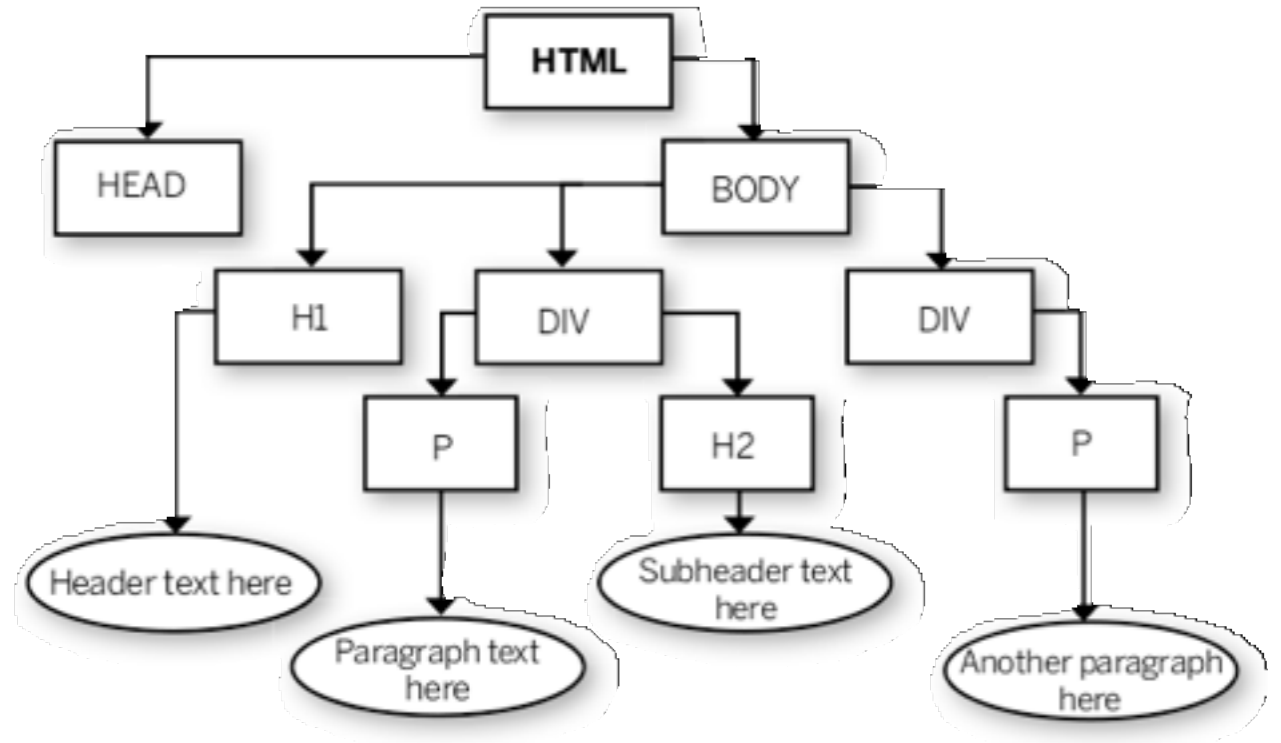 HTML
HEAD
BODY
H1
DIV
DIV
P
H2
P
Header text here
Subheader text
here
Paragraph text
here
Another paragraph
here